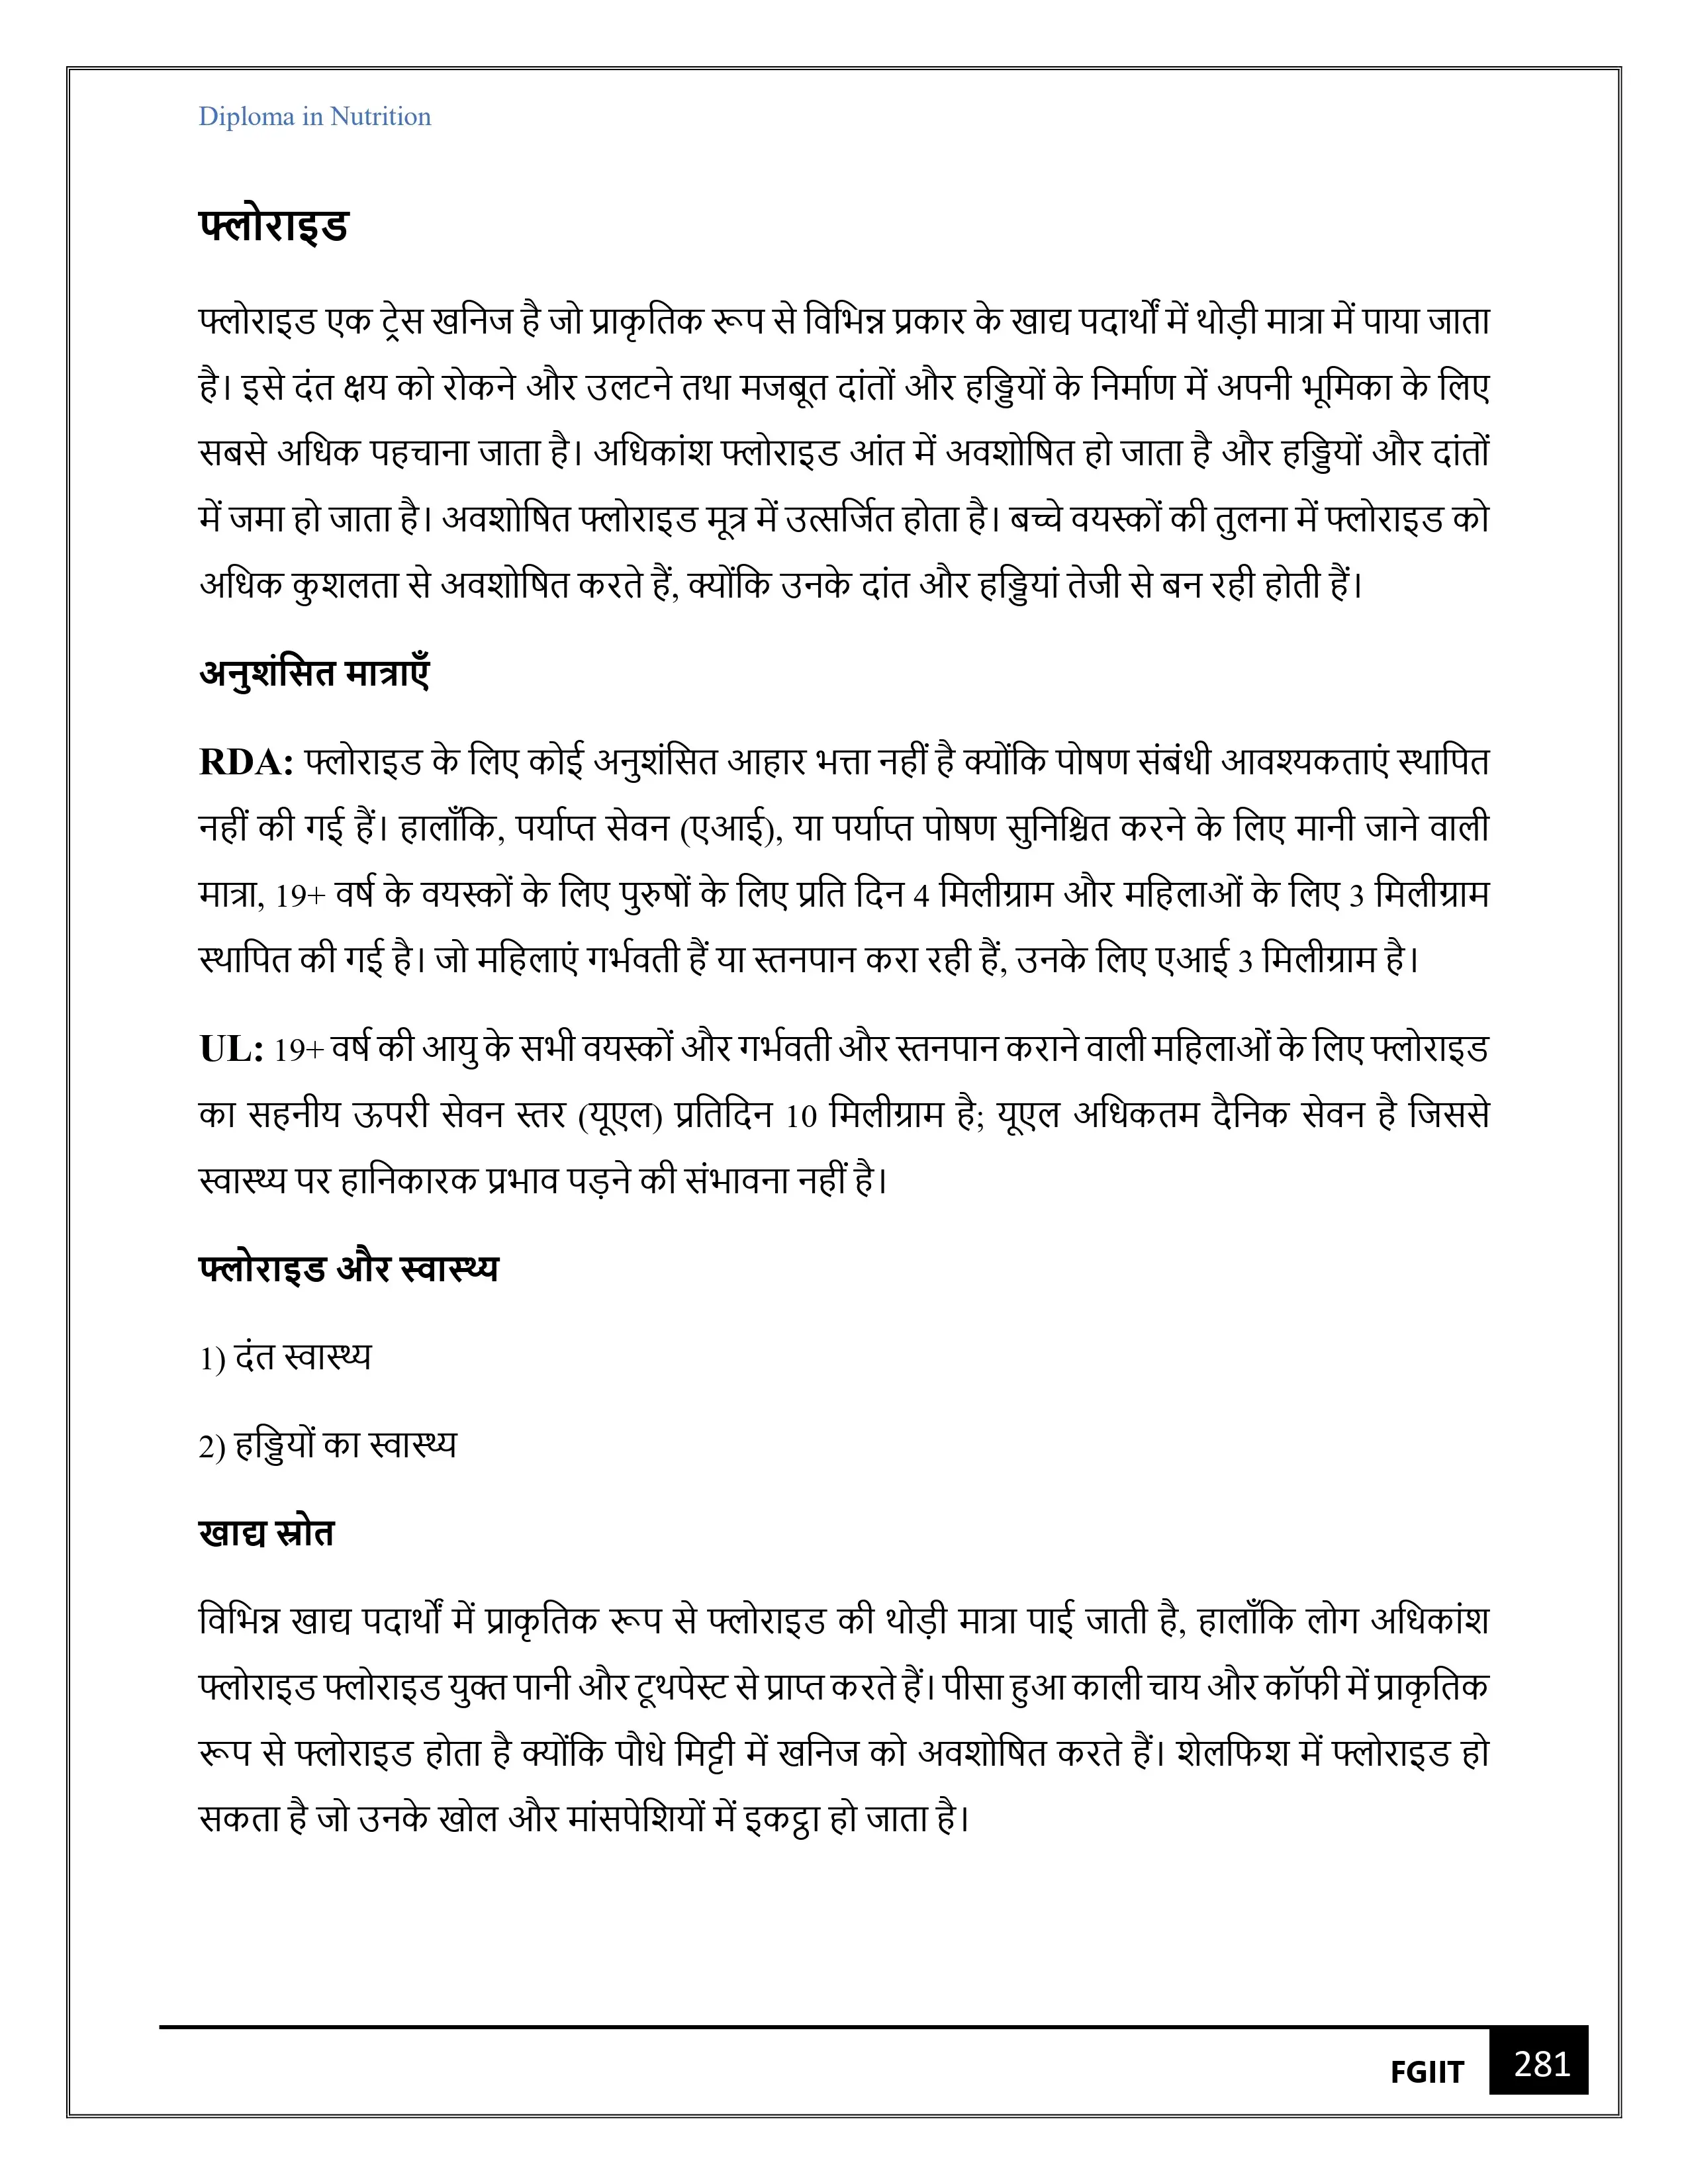 Diploma in Nutrition
फ्लोराइड
फ्लोराइड एक ट्रेस खनिज है जो प्राकृतिक रूप से विभिन्न प्रकार के खाद्य पदार्थों में थोड़ी मात्रा में पाया जाता
है। इसे दंत क्षय को रोकने और उलटने तथा मजबूत दांतों और हड्डियों के निर्माण में अपनी भूमिका के लिए
सबसे अधिक पहचाना जाता है। अधिकांश फ्लोराइड आंत में अवशोषित हो जाता है और हड्डियों और दांतों
में जमा हो जाता है। अवशोषित फ्लोराइड मूत्र में उत्सर्जित होता है। बच्चे वयस्कों की तुलना में फ्लोराइड को
अधिक कुशलता से अवशोषित करते हैं, क्योंकि उनके दांत और हड्डियां तेजी से बन रही होती हैं।
अनुशंसित मात्राएँ
RDA: फ्लोराइड के लिए कोई अनुशंसित आहार भत्ता नहीं है क्योंकि पोषण संबंधी आवश्यकताएं स्थापित
नहीं की गई हैं। हालाँकि, पर्याप्त सेवन (एआई), या पर्याप्त पोषण सुनिश्चित करने के लिए मानी जाने वाली
मात्रा, 19+ वर्ष के वयस्कों के लिए पुरुषों के लिए प्रति दिन 4 मिलीग्राम और महिलाओं के लिए 3 मिलीग्राम
स्थापित की गई है। जो महिलाएं गर्भवती हैं या स्तनपान करा रही हैं, उनके लिए एआई 3 मिलीग्राम है।
UL: 19+ वर्ष की आयु के सभी वयस्कों और गर्भवती और स्तनपान कराने वाली महिलाओं के लिए फ्लोराइड
का सहनीय ऊपरी सेवन स्तर (यूएल) प्रतिदिन 10 मिलीग्राम है; यूएल अधिकतम दैनिक सेवन है जिससे
स्वास्थ्य पर हानिकारक प्रभाव पड़ने की संभावना नहीं है।
फ्लोराइड और स्वास्थ्य
1) दंत स्वास्थ्य
2) हड्डियों का स्वास्थ्य
खाद्य स्रोत
विभिन्न खाद्य पदार्थों में प्राकृतिक रूप से फ्लोराइड की थोड़ी मात्रा पाई जाती है, हालाँकि लोग अधिकांश
फ्लोराइड फ्लोराइड युक्त पानी और टूथपेस्ट से प्राप्त करते हैं। पीसा हुआ काली चाय और कॉफी में प्राकृतिक
रूप से फ्लोराइड होता है क्योंकि पौधे मिट्टी में खनिज को अवशोषित करते हैं। शेलफिश में फ्लोराइड हो
सकता है जो उनके खोल और मांसपेशियों में इकट्ठा हो जाता है।
FGIIT 281